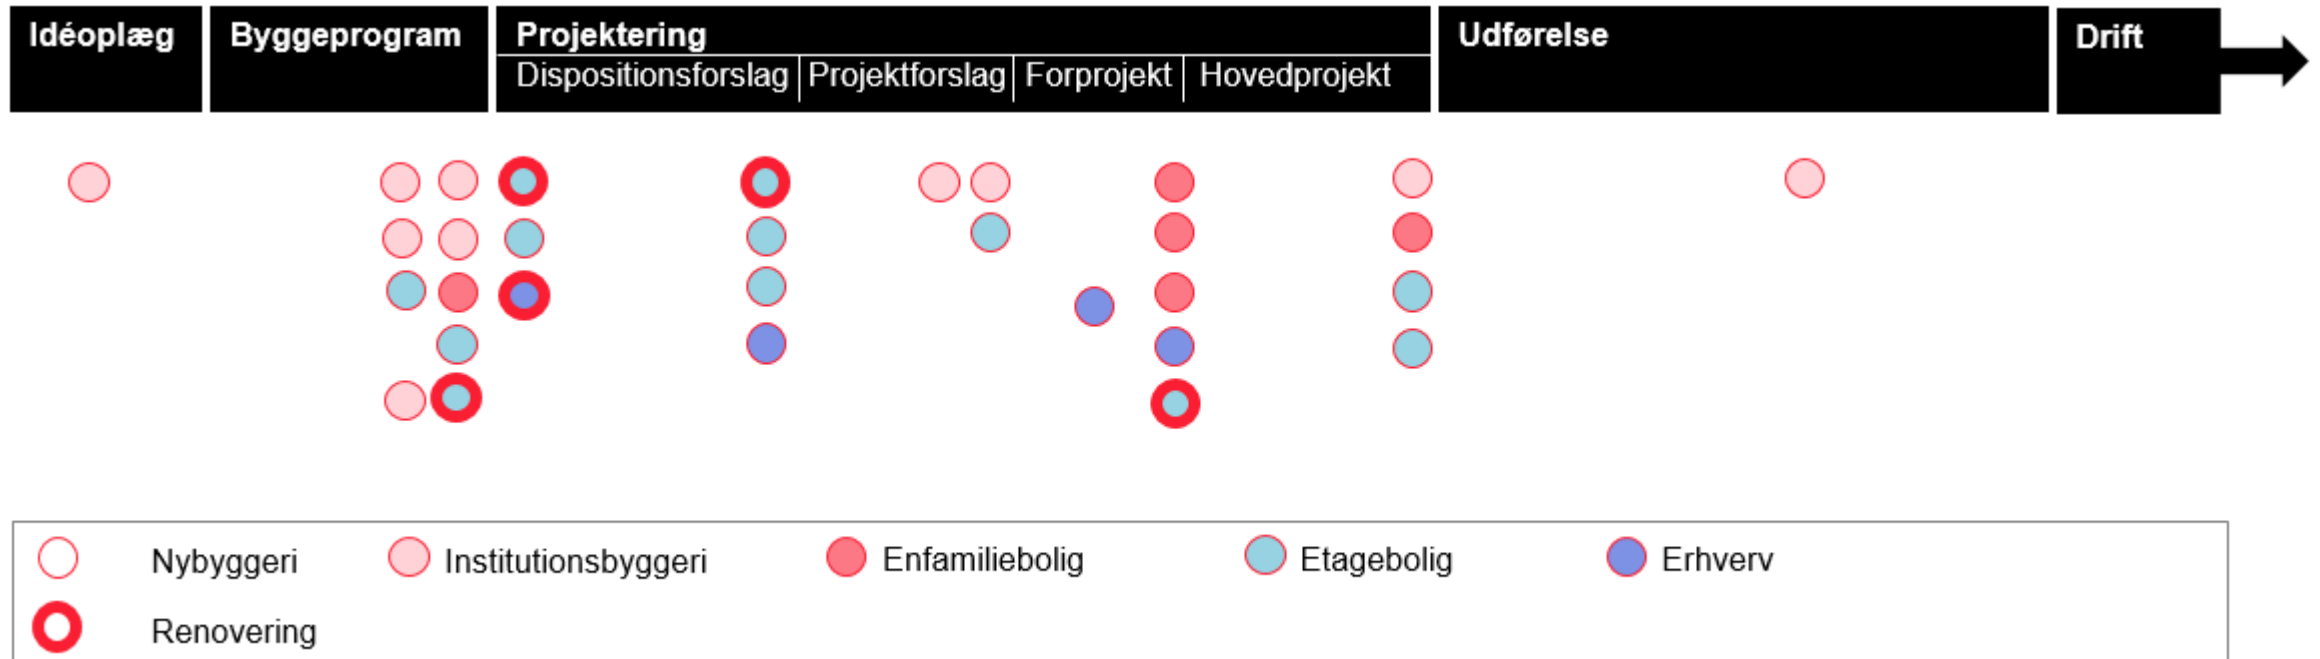 Idéoplæg
Byggeprogram
Projektering
Dispositionsforslag
Projektforslag
Forprojekt
Hovedprojekt
Udførelse
Drift
Nybyggeri
Institutionsbyggeri
Enfamiliebolig
Etagebolig
Erhverv
Renovering